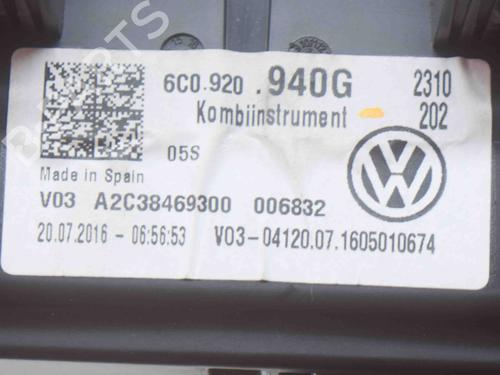 6C0.920 .940G 2310
Kombiinstrument 202
05S
Made in Spain
V03 A2C38469300 006832
20.07.2016 - 06:56:53 V03-04120.07.1605010674